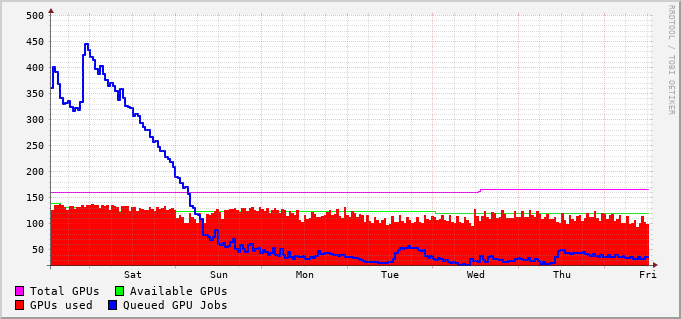 500
450
400
350
300
250
200
150
100
50
Sat Sun Mon Tue Wed Thu Fri
Total GPUs Available GPUs
GPUs used Queued GPU Jobs
RRDTOOL / TOBI OETIKER